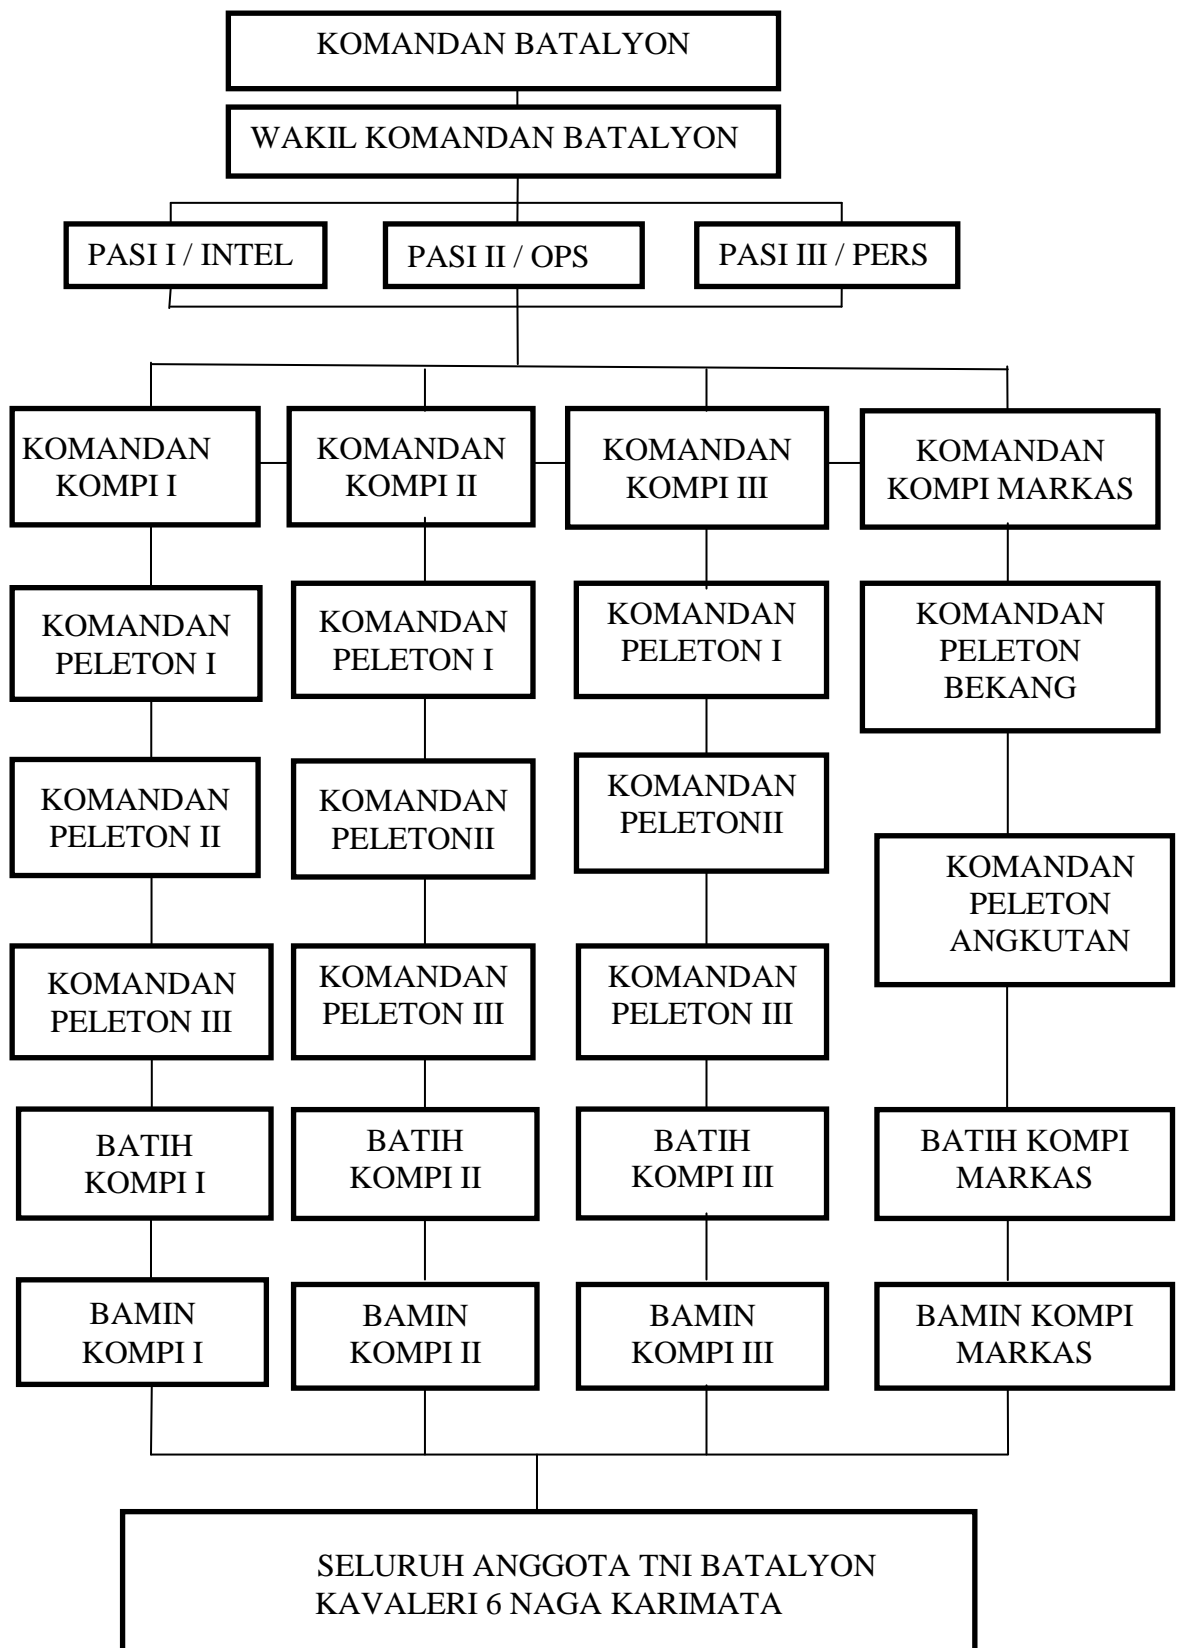 KOMANDAN BATALYON
WAKIL KOMANDAN BATALYON
PASI I / INTEL
PASI II / OPS
PASI III / PERS
KOMANDAN
KOMPI I
KOMANDAN
KOMPI II
KOMANDAN
KOMPI III
KOMANDAN
KOMPI MARKAS
KOMANDAN
PELETON I
KOMANDAN
PELETON I
KOMANDAN
PELETON I
KOMANDAN
PELETON
BEKANG
KOMANDAN
PELETON II
KOMANDAN
PELETONII
KOMANDAN
PELETONII
KOMANDAN
PELETON
ANGKUTAN
KOMANDAN
PELETON III
KOMANDAN
PELETON III
KOMANDAN
PELETON III
BATIH
KOMPI I
BATIH
KOMPI II
BATIH
KOMPI III
BATIH KOMPI
MARKAS
BAMIN
KOMPI I
BAMIN
KOMPI II
BAMIN
KOMPI III
BAMIN KOMPI
MARKAS
SELURUH ANGGOTA TNI BATALYON
KAVALERI 6 NAGA KARIMATA